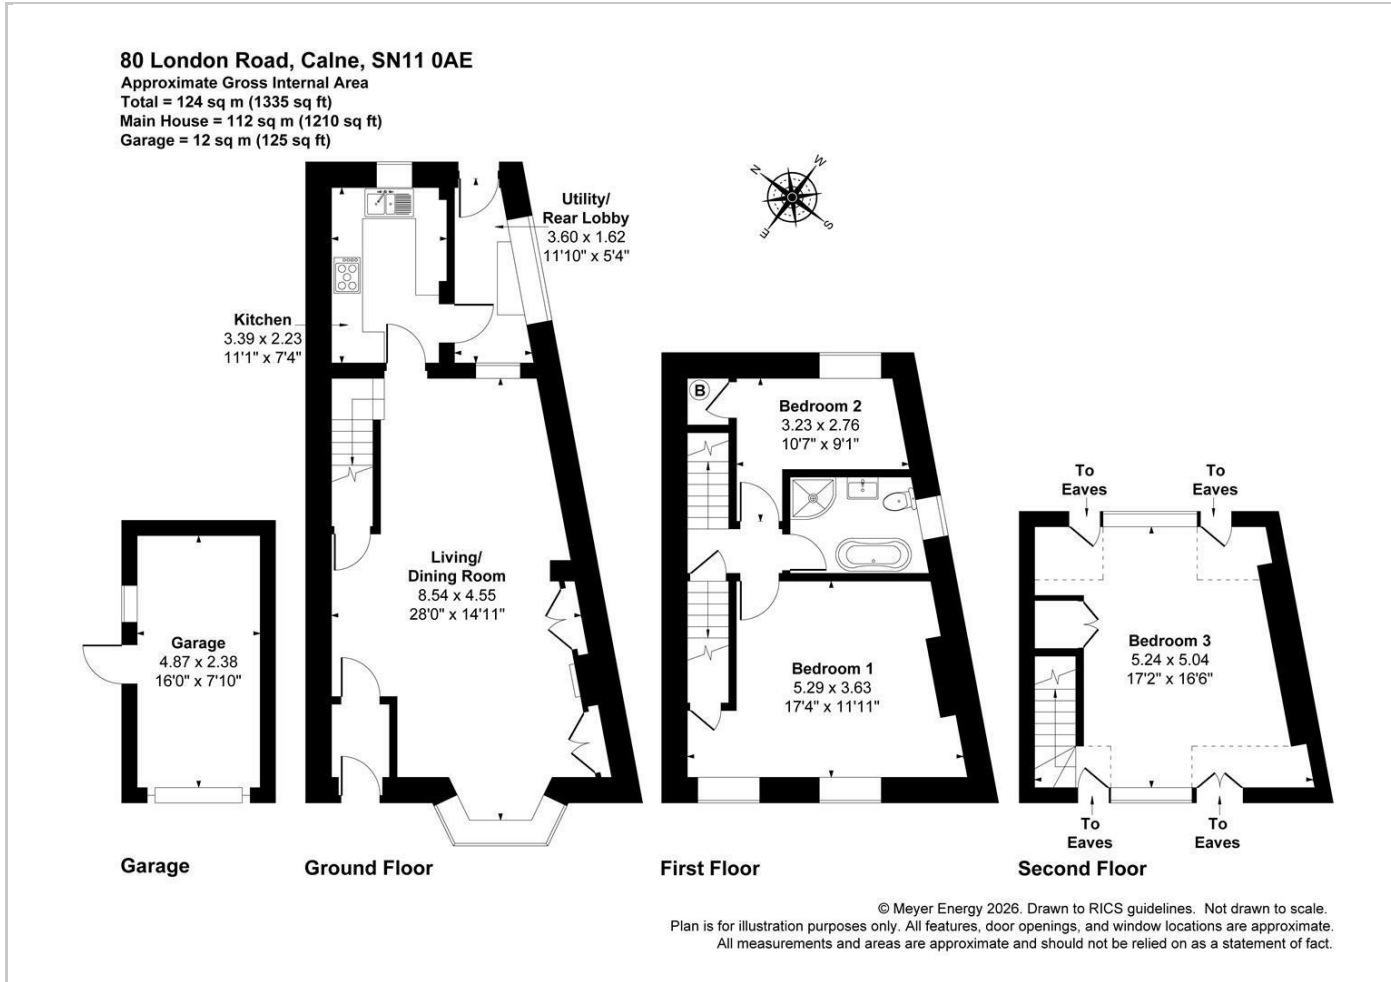 80 London Road, Calne, SN11 0AE
Approximate Gross Internal Area
Total = 124 sq m (1335 sq ft)
Main House = 112 sq m (1210 sq ft)
Garage = 12 sq m (125 sq ft)
N
W
E
S
Utility/
Rear Lobby
3.60 x 1.62
11'10" x 5'4"
Kitchen
3.39 x 2.23
11'1" x 7'4"
Living/
Dining Room
8.54 x 4.55
28'0" x 14'11"
Garage
4.87 x 2.38
16'0" x 7'10"
B
Bedroom 2
3.23 x 2.76
10'7" x 9'1"
Bedroom 1
5.29 x 3.63
17'4" x 11'11"
To
Eaves
To
Eaves
Bedroom 3
5.24 x 5.04
17'2" x 16'6"
To
Eaves
To
Eaves
Garage
Ground Floor
First Floor
Second Floor
© Meyer Energy 2026. Drawn to RICS guidelines. Not drawn to scale.
Plan is for illustration purposes only. All features, door openings, and window locations are approximate.
All measurements and areas are approximate and should not be relied on as a statement of fact.